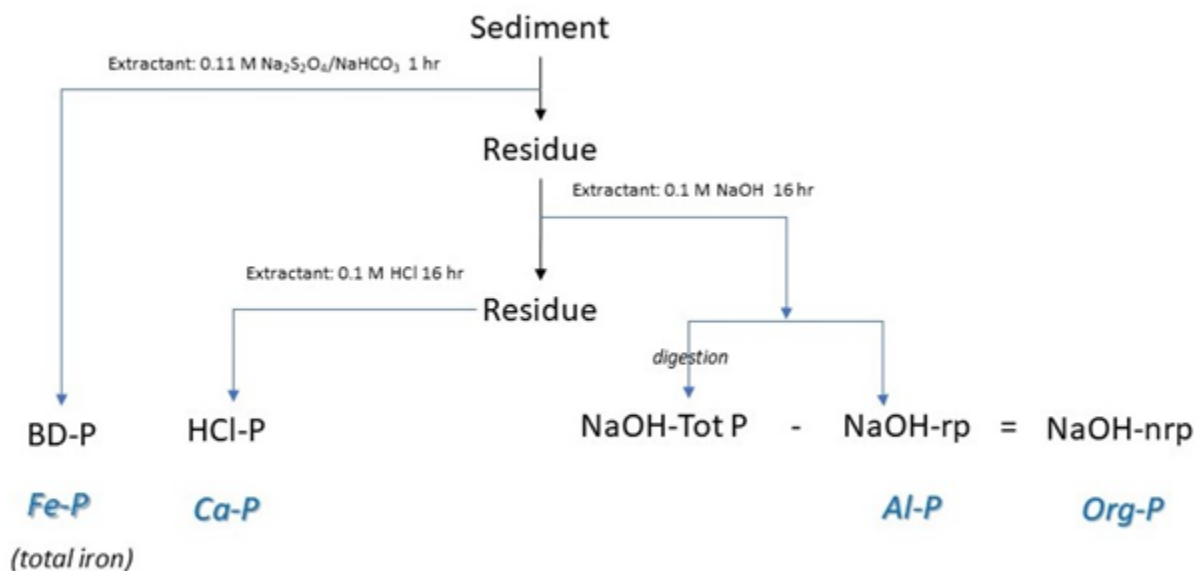 Sediment
Extractant: 0.11 M Na₂S₂O₄/NaHCO₃ 1 hr
Residue
Extractant: 0.1 M NaOH 16 hr
Extractant: 0.1 M HCl 16 hr
Residue
digestion
BD-P
HCl-P
NaOH-Tot P - NaOH-rp = NaOH-nrp
Fe-P
Ca-P
Al-P
Org-P
(total iron)